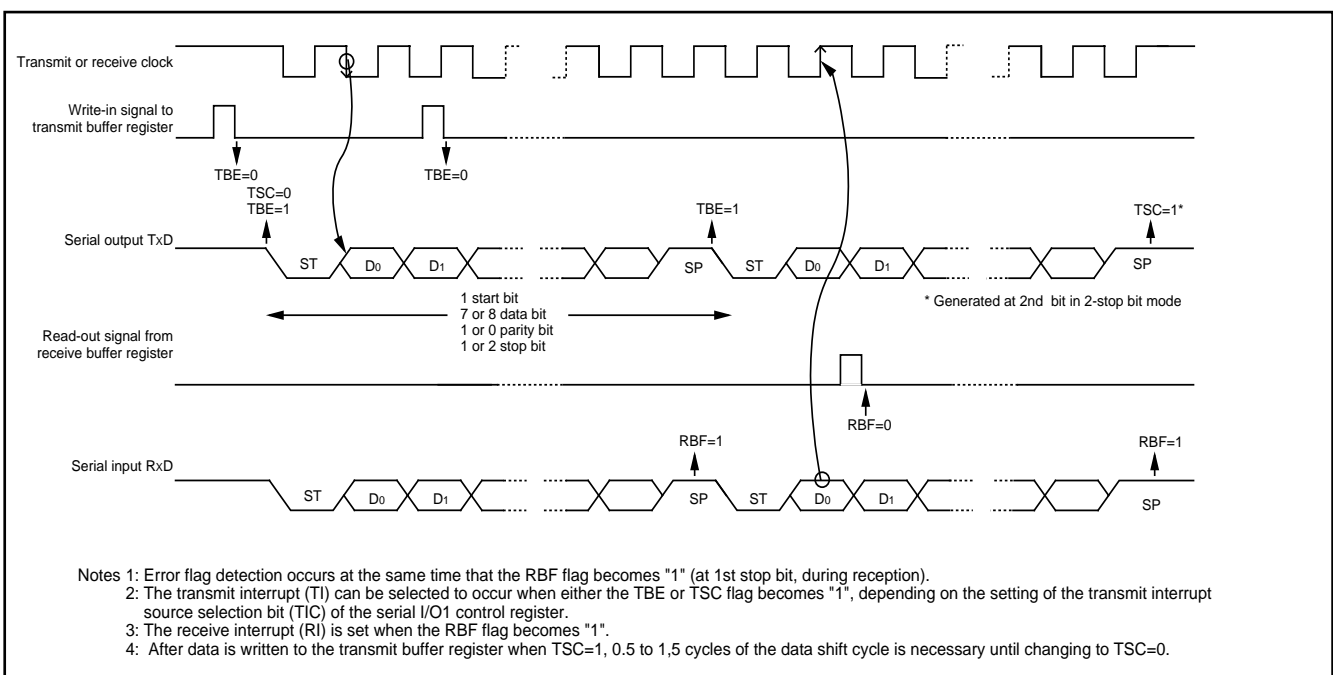 Transmit or receive clock
Write-in signal to
transmit buffer register
TBE=0
TBE=0
TSC=0
TBE=1
TBE=1
TSC=1*
Serial output TxD
ST
D0
D1
SP
ST
D0
D1
SP
1 start bit
7 or 8 data bit
1 or 0 parity bit
1 or 2 stop bit
* Generated at 2nd bit in 2-stop bit mode
Read-out signal from
receive buffer register
RBF=0
RBF=1
RBF=1
Serial input RxD
ST
D0
D1
SP
ST
D0
D1
SP
Notes 1: Error flag detection occurs at the same time that the RBF flag becomes "1" (at 1st stop bit, during reception).
2: The transmit interrupt (TI) can be selected to occur when either the TBE or TSC flag becomes "1", depending on the setting of the transmit interrupt
source selection bit (TIC) of the serial I/O1 control register.
3: The receive interrupt (RI) is set when the RBF flag becomes "1".
4: After data is written to the transmit buffer register when TSC=1, 0.5 to 1,5 cycles of the data shift cycle is necessary until changing to TSC=0.